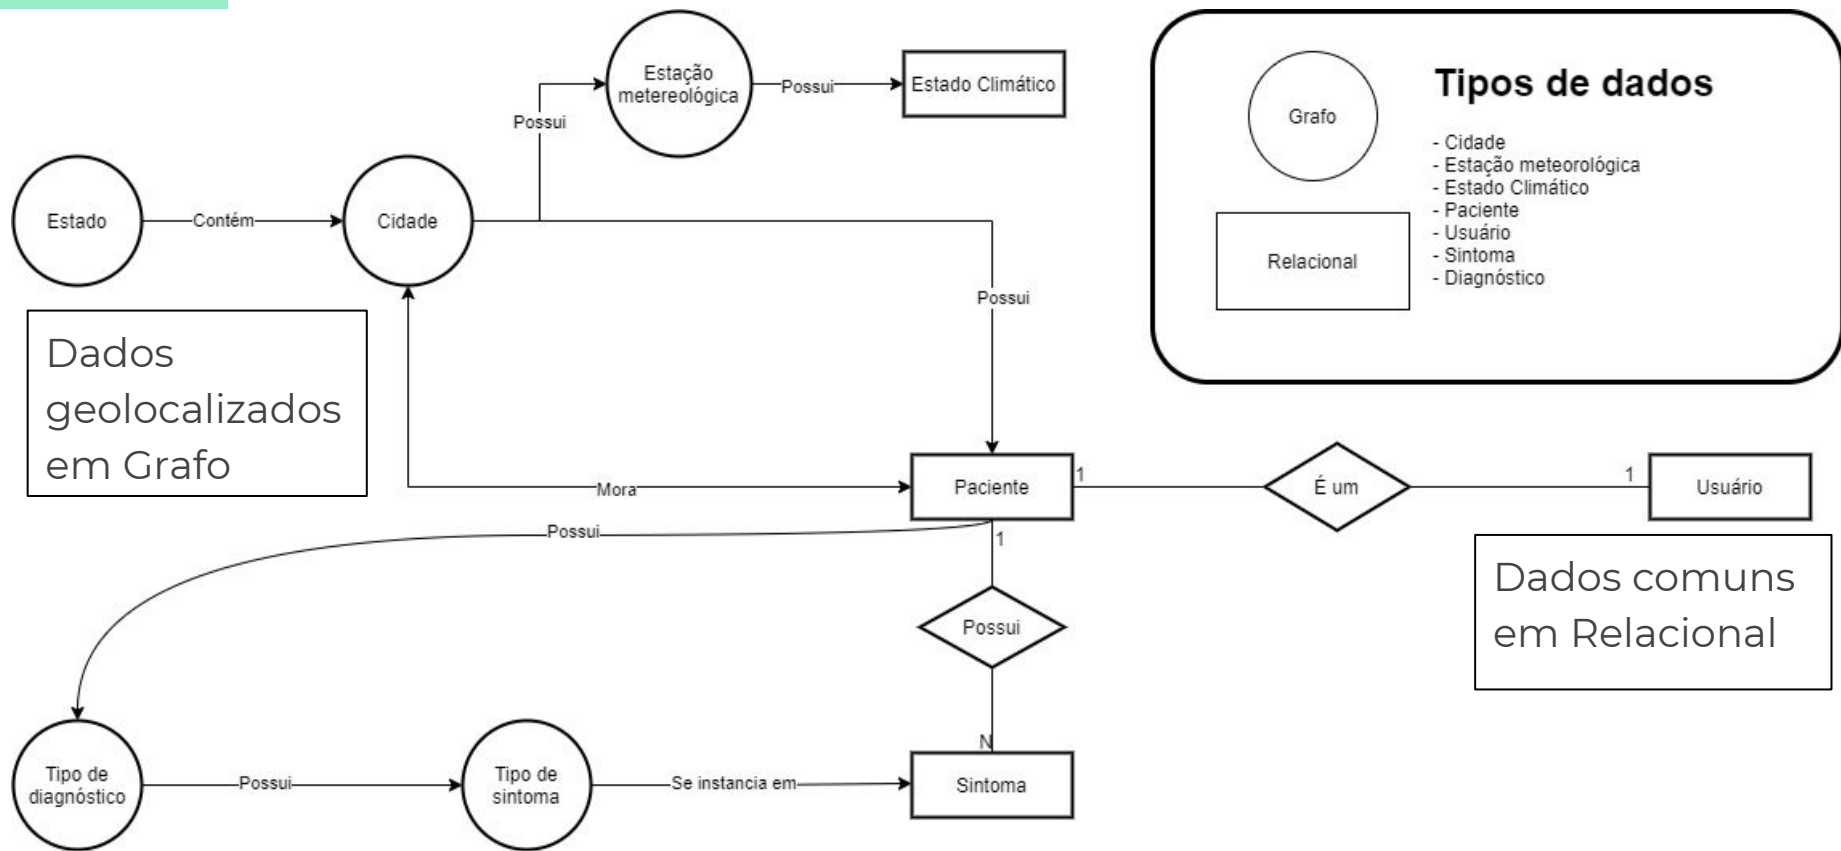 Estação
metereológica
Possui
Estado Climático
Possui
Estado
Contém
Cidade
Possui
Grafo
Relacional
Tipos de dados
- Cidade
- Estação meteorológica
- Estado Climático
- Paciente
- Usuário
- Sintoma
- Diagnóstico
Dados
geolocalizados
em Grafo
Mora
Paciente
1
É um
1
Usuário
Possui
1
Dados comuns
em Relacional
Possui
N
Tipo de
diagnóstico
Possui
Tipo de
sintoma
Se instancia em
Sintoma